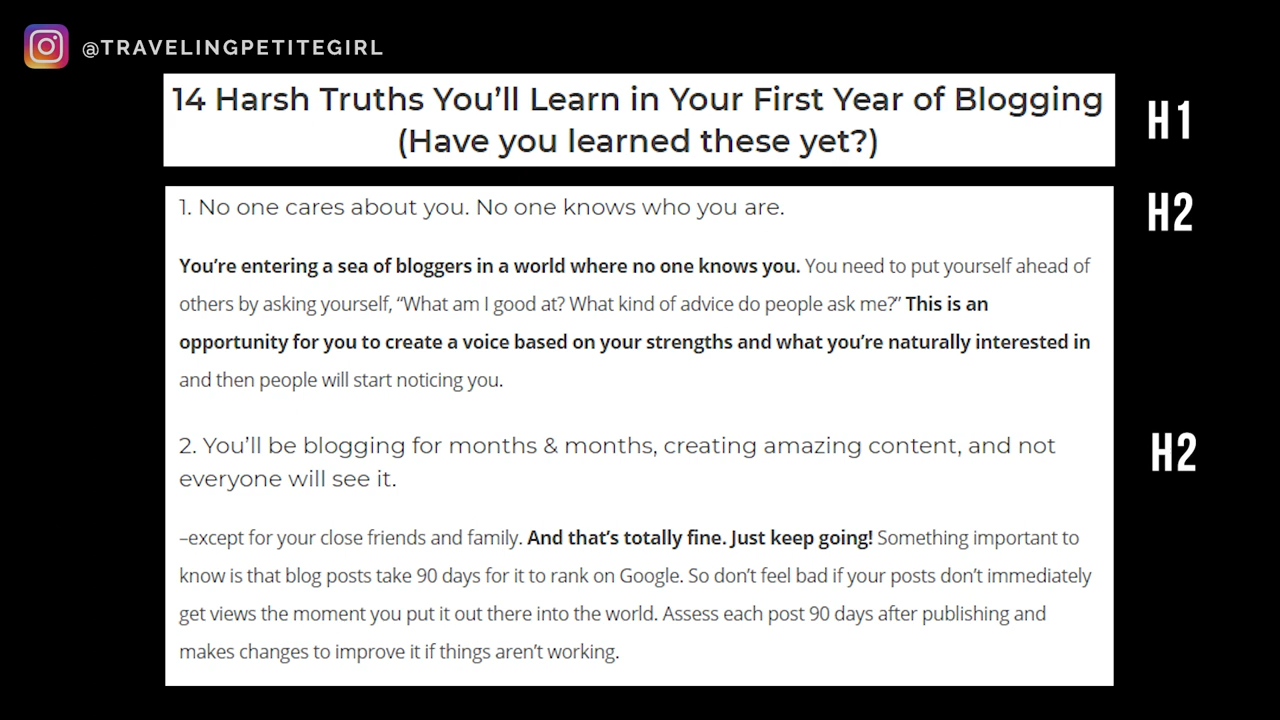 @TRAVELINGPETITEGIRL
14 Harsh Truths You’ll Learn in Your First Year of Blogging
(Have you learned these yet?)
H1
1. No one cares about you. No one knows who you are.
H2
You’re entering a sea of bloggers in a world where no one knows you. You need to put yourself ahead of
others by asking yourself, “What am I good at? What kind of advice do people ask me?” This is an
opportunity for you to create a voice based on your strengths and what you’re naturally interested in
and then people will start noticing you.
2. You’ll be blogging for months & months, creating amazing content, and not
everyone will see it.
H2
–except for your close friends and family. And that’s totally fine. Just keep going! Something important to
know is that blog posts take 90 days for it to rank on Google. So don’t feel bad if your posts don’t immediately
get views the moment you put it out there into the world. Assess each post 90 days after publishing and
makes changes to improve it if things aren’t working.